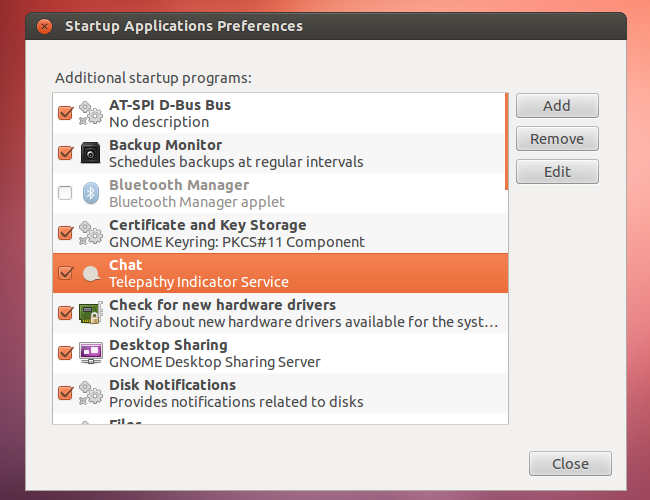 Startup Applications Preferences
Additional startup programs:
AT-SPI D-Bus Bus
No description
Add
Backup Monitor
Schedules backups at regular intervals
Remove
Bluetooth Manager
Bluetooth Manager applet
Edit
Certificate and Key Storage
GNOME Keyring: PKCS#11 Component
Chat
Telepathy Indicator Service
Check for new hardware drivers
Notify about new hardware drivers available for the syst...
Desktop Sharing
GNOME Desktop Sharing Server
Disk Notifications
Provides notifications related to disks
Files
Close